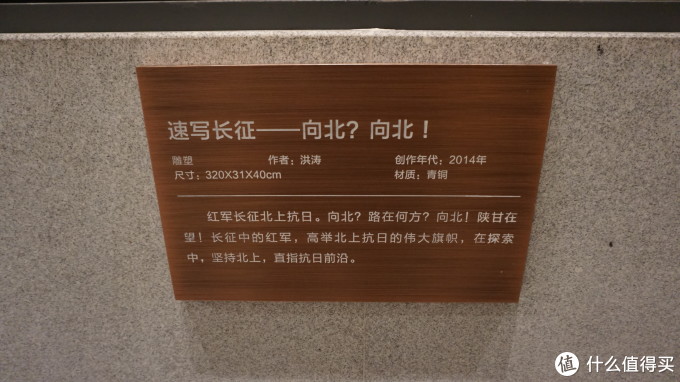 速写长征——向北？向北！
雕塑 作者：洪涛 创作年代：2014年
尺寸：320X31X40cm 材质：青铜
红军长征北上抗日。向北？路在何方？向北！陕甘在
望！长征中的红军，高举北上抗日的伟大旗帜，在探索
中，坚持北上，直指抗日前沿。
值 什么值得买